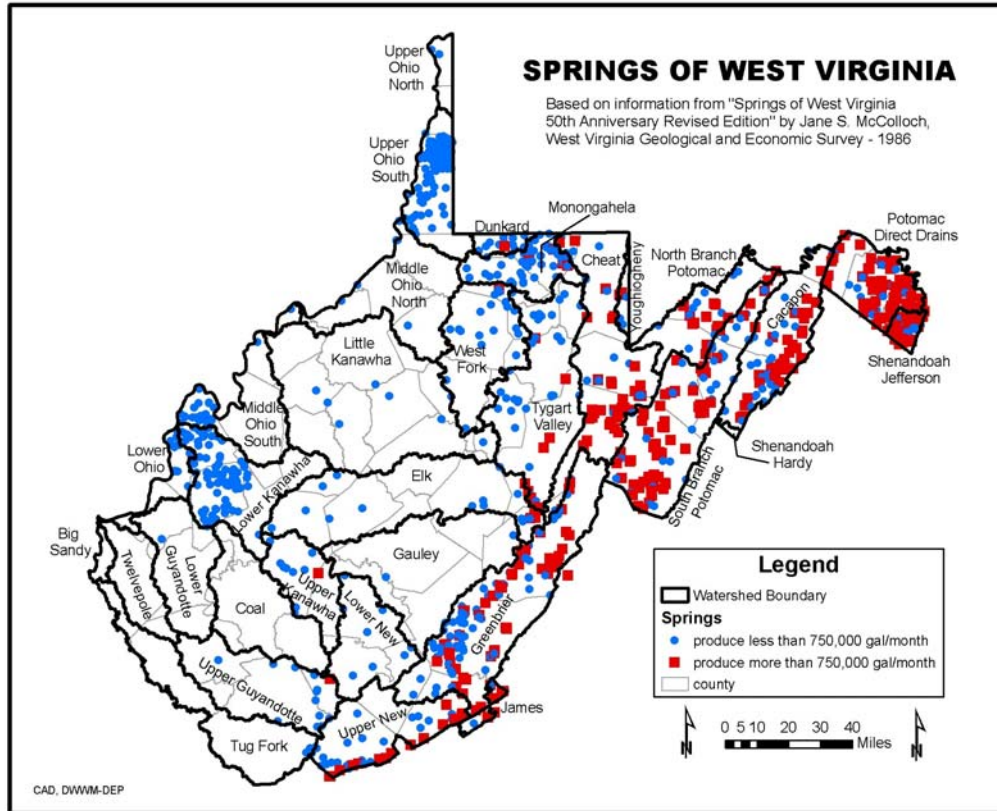 SPRINGS OF WEST VIRGINIA
Based on information from "Springs of West Virginia
50th Anniversary Revised Edition" by Jane S. McColloch,
West Virginia Geological and Economic Survey - 1986
Upper
Ohio
North
Upper
Ohio
South
Monongahela
Dunkard
Cheat
Youghiogheny
North Branch
Potomac
Potomac
Direct Drains
Cacapon
Shenandoah
Jefferson
Middle
Ohio
North
Little
Kanawha
West
Fork
Tygart
Valley
Middle
Ohio
South
Shenandoah
Hardy
South Branch
Potomac
Lower
Ohio
Lower Kanawha
Elk
Big
Sandy
Twelvepole
Lower
Guyandotte
Coal
Upper
Kanawha
Lower New
Gauley
Greenbrier
Upper Guyandotte
Upper New
James
Tug Fork
Legend
Watershed Boundary
Springs
produce less than 750,000 gal/month
produce more than 750,000 gal/month
county
N
0 5 10 20 30 40
Miles
N
CAD, DWWM-DEP